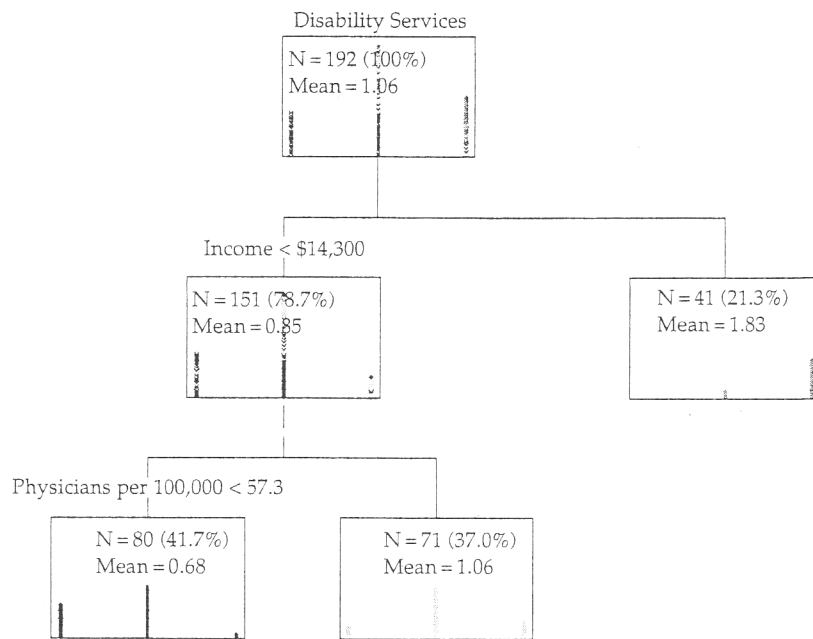 Disability Services
N = 192 (100%)
Mean = 1.06
Income < $14,300
N = 151 (78.7%)
Mean = 0.85
N = 41 (21.3%)
Mean = 1.83
Physicians per 100,000 < 57.3
N = 80 (41.7%)
Mean = 0.68
N = 71 (37.0%)
Mean = 1.06